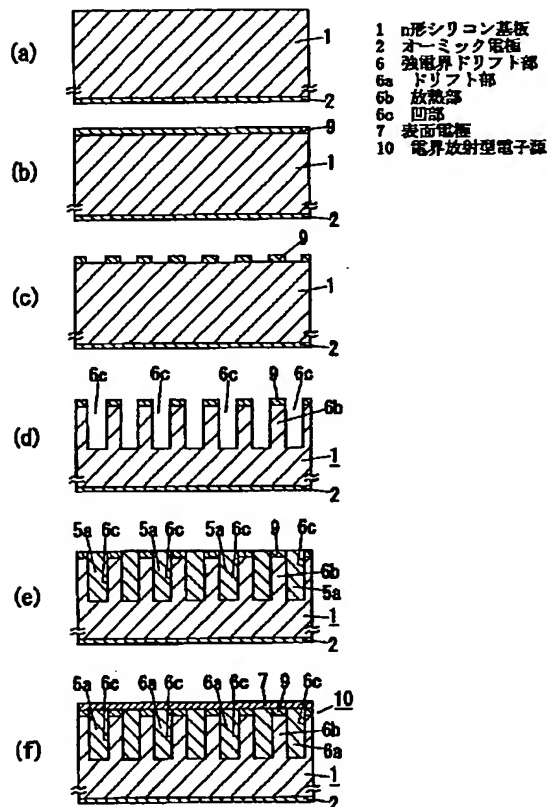 (a)
1
2
1 n形シリコン基板
2 オーミック電極
6 強電界ドリフト部
6a ドリフト部
6b 放熱部
6c 凹部
7 表面電極
10 電界放射型電子源
(b)
9
1
2
(c)
9
1
2
(d)
6c 6c 6c 9 6c
6b
1
2
(e)
5a 6c 5a 6c 5a 6c 9 6c
6b
5a
1
2
(f)
6a 6c 6a 6c 6a 6c 7 9 6c
10
6b
6a
1
2